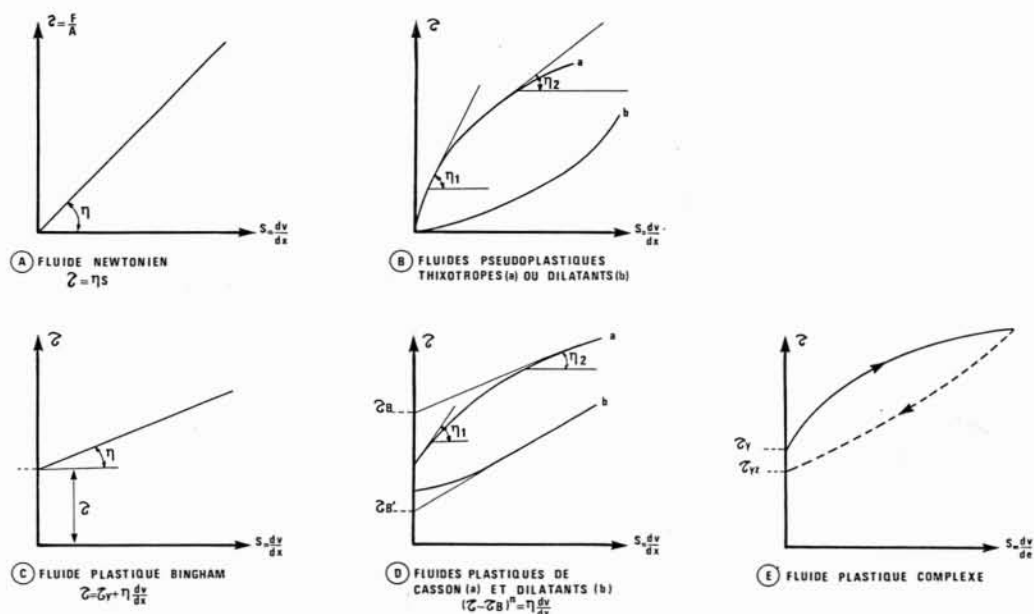 τ=F/A
η
S=dv/dx
A FLUIDE NEWTONIEN
τ=ηS
τ
a
η2
b
η1
S=dv/dx
B FLUIDES PSEUDOPLASTIQUES
THIXOTROPES(a) OU DILATANTS(b)
τ
η
τ
S=dv/dx
C FLUIDE PLASTIQUE BINGHAM
τ=τY+η dv/dx
τ
a
η2
τB
b
η1
τB'
S=dv/dx
D FLUIDES PLASTIQUES DE
CASSON (a) ET DILATANTS (b)
(τ-τB)ⁿ=η dv/dx
τ
τY
τYz
S=dv/de
E FLUIDE PLASTIQUE COMPLEXE